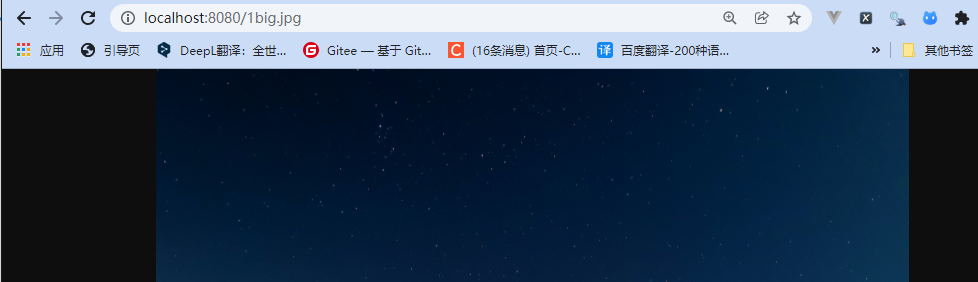 localhost:8080/1big.jpg
应用 引导页 DeepL翻译：全世... Gitee — 基于 Git... C (16条消息) 首页-C... 译 百度翻译-200种语... » 其他书签